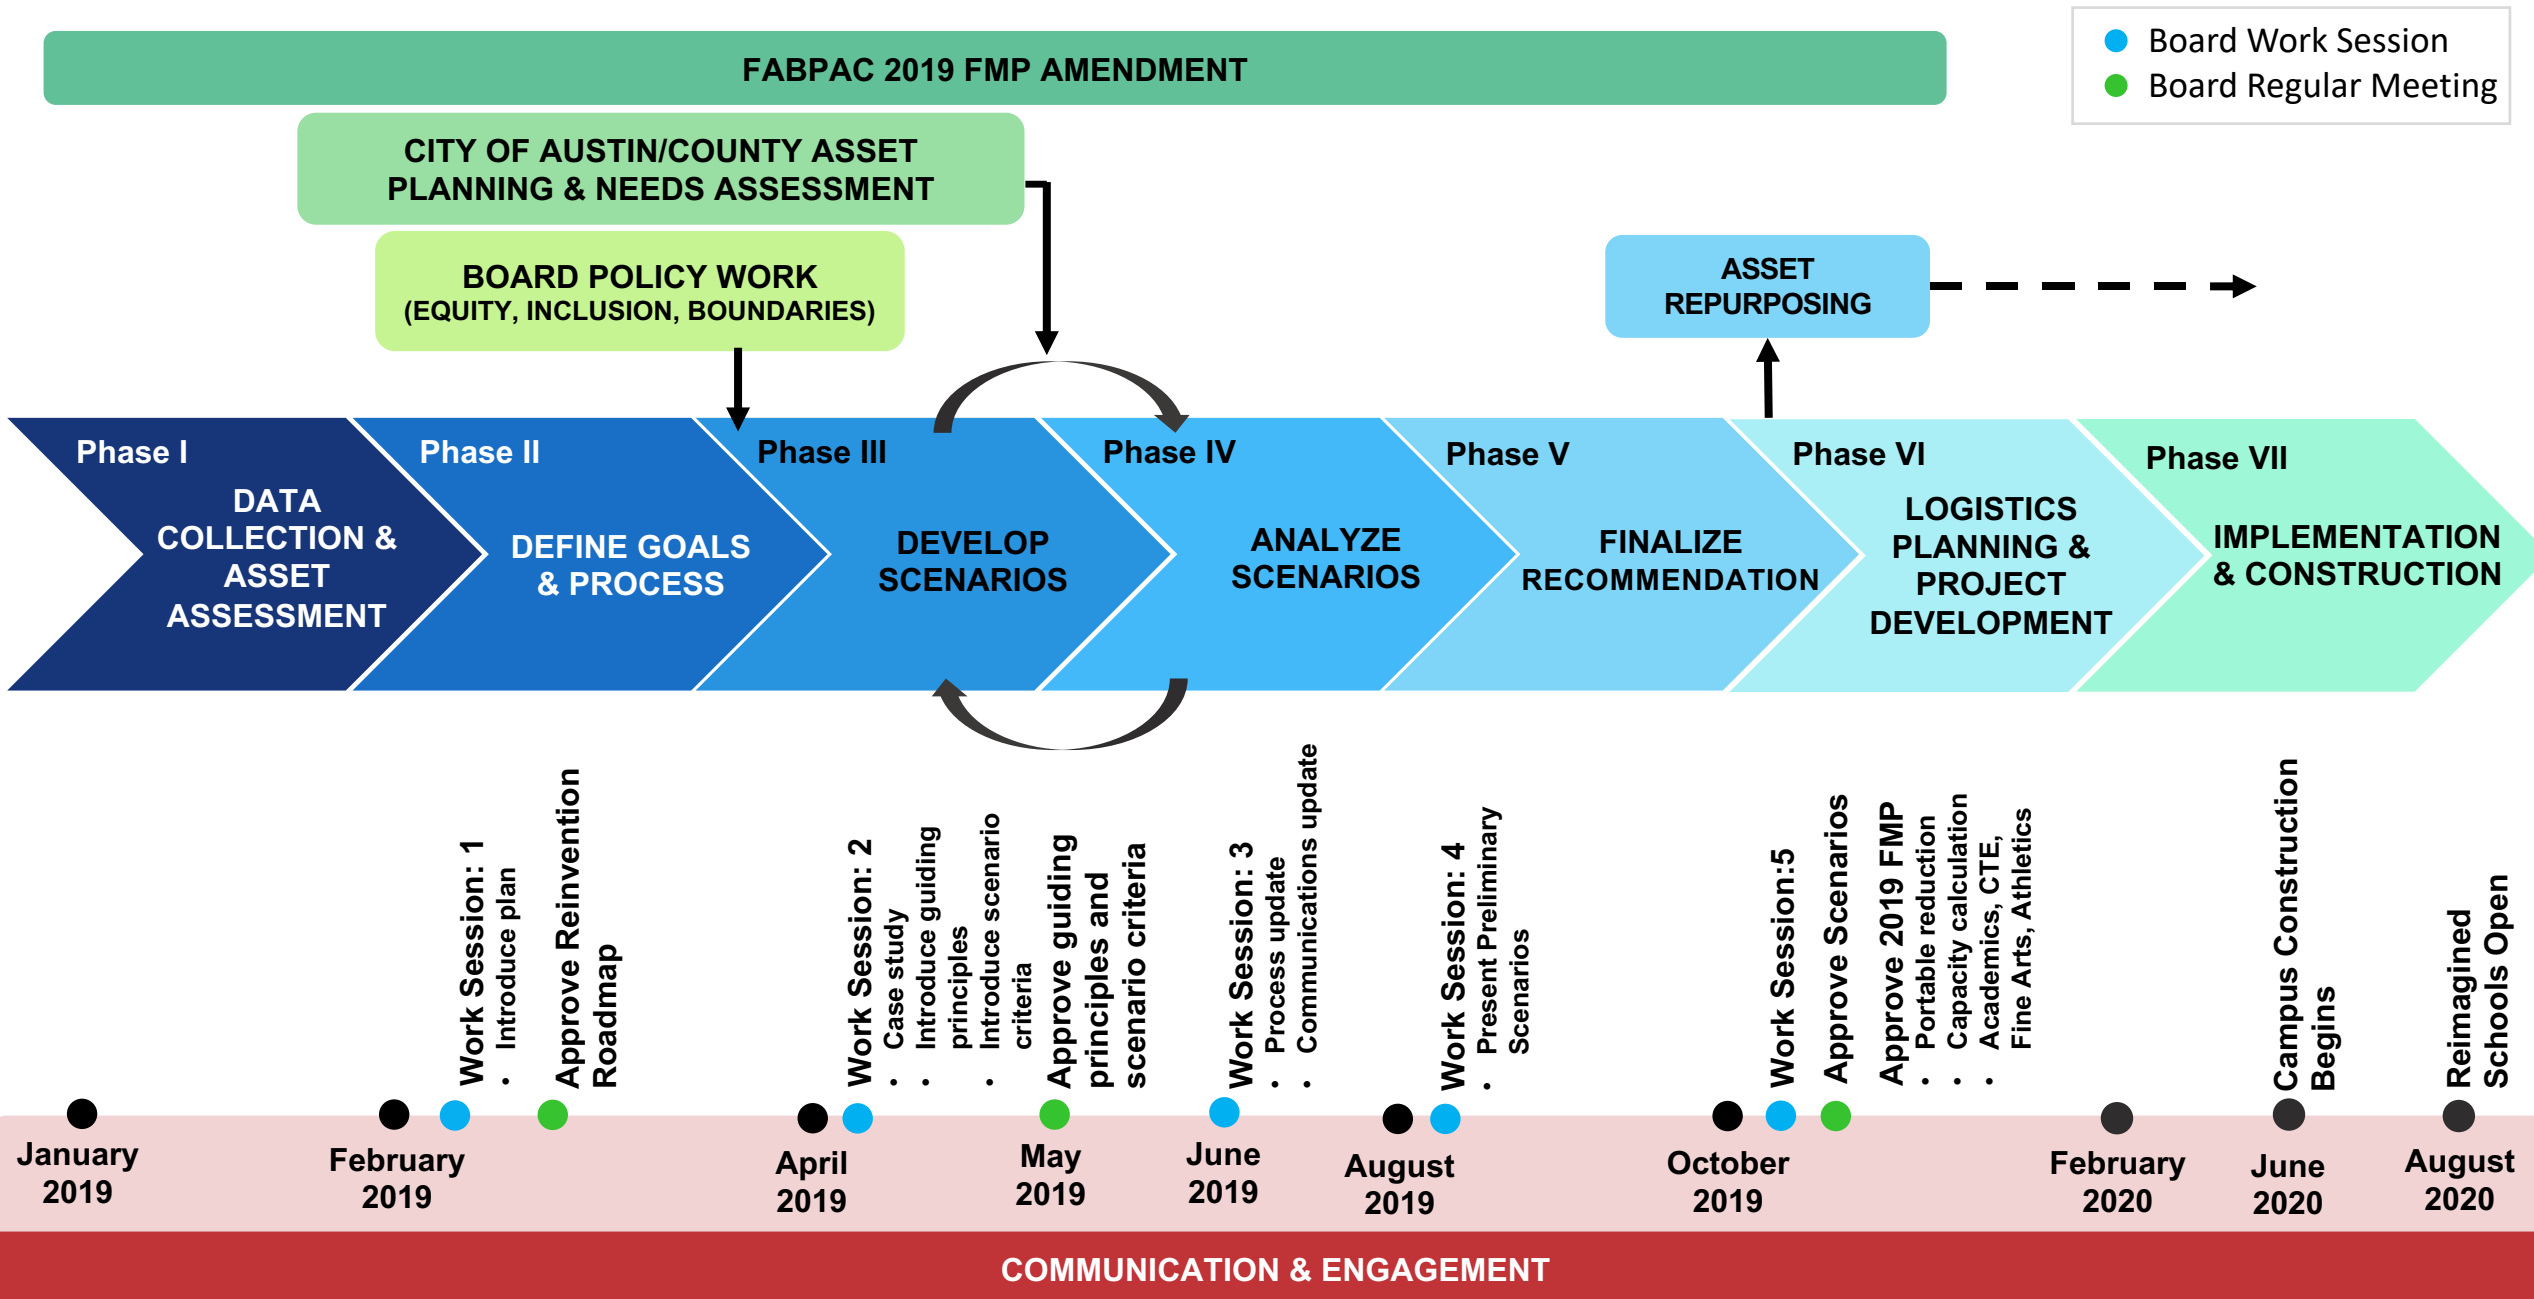 Board Work Session
Board Regular Meeting
FABPAC 2019 FMP AMENDMENT
CITY OF AUSTIN/COUNTY ASSET
PLANNING & NEEDS ASSESSMENT
BOARD POLICY WORK
(EQUITY, INCLUSION, BOUNDARIES)
ASSET
REPURPOSING
Phase I
DATA
COLLECTION &
ASSET
ASSESSMENT
Phase II
DEFINE GOALS
& PROCESS
Phase III
DEVELOP
SCENARIOS
Phase IV
ANALYZE
SCENARIOS
Phase V
FINALIZE
RECOMMENDATION
Phase VI
LOGISTICS
PLANNING &
PROJECT
DEVELOPMENT
Phase VII
IMPLEMENTATION
& CONSTRUCTION
Work Session: 1
• Introduce plan
Approve Reinvention
Roadmap
Work Session: 2
• Case study
• Introduce guiding
principles
• Introduce scenario
criteria
Approve guiding
principles and
scenario criteria
Work Session: 3
• Process update
• Communications update
Work Session: 4
• Present Preliminary
Scenarios
Work Session:5
Approve Scenarios
Approve 2019 FMP
• Portable reduction
• Capacity calculation
• Academics, CTE,
Fine Arts, Athletics
Campus Construction
Begins
Reimagined
Schools Open
January
2019
February
2019
April
2019
May
2019
June
2019
August
2019
October
2019
February
2020
June
2020
August
2020
COMMUNICATION & ENGAGEMENT